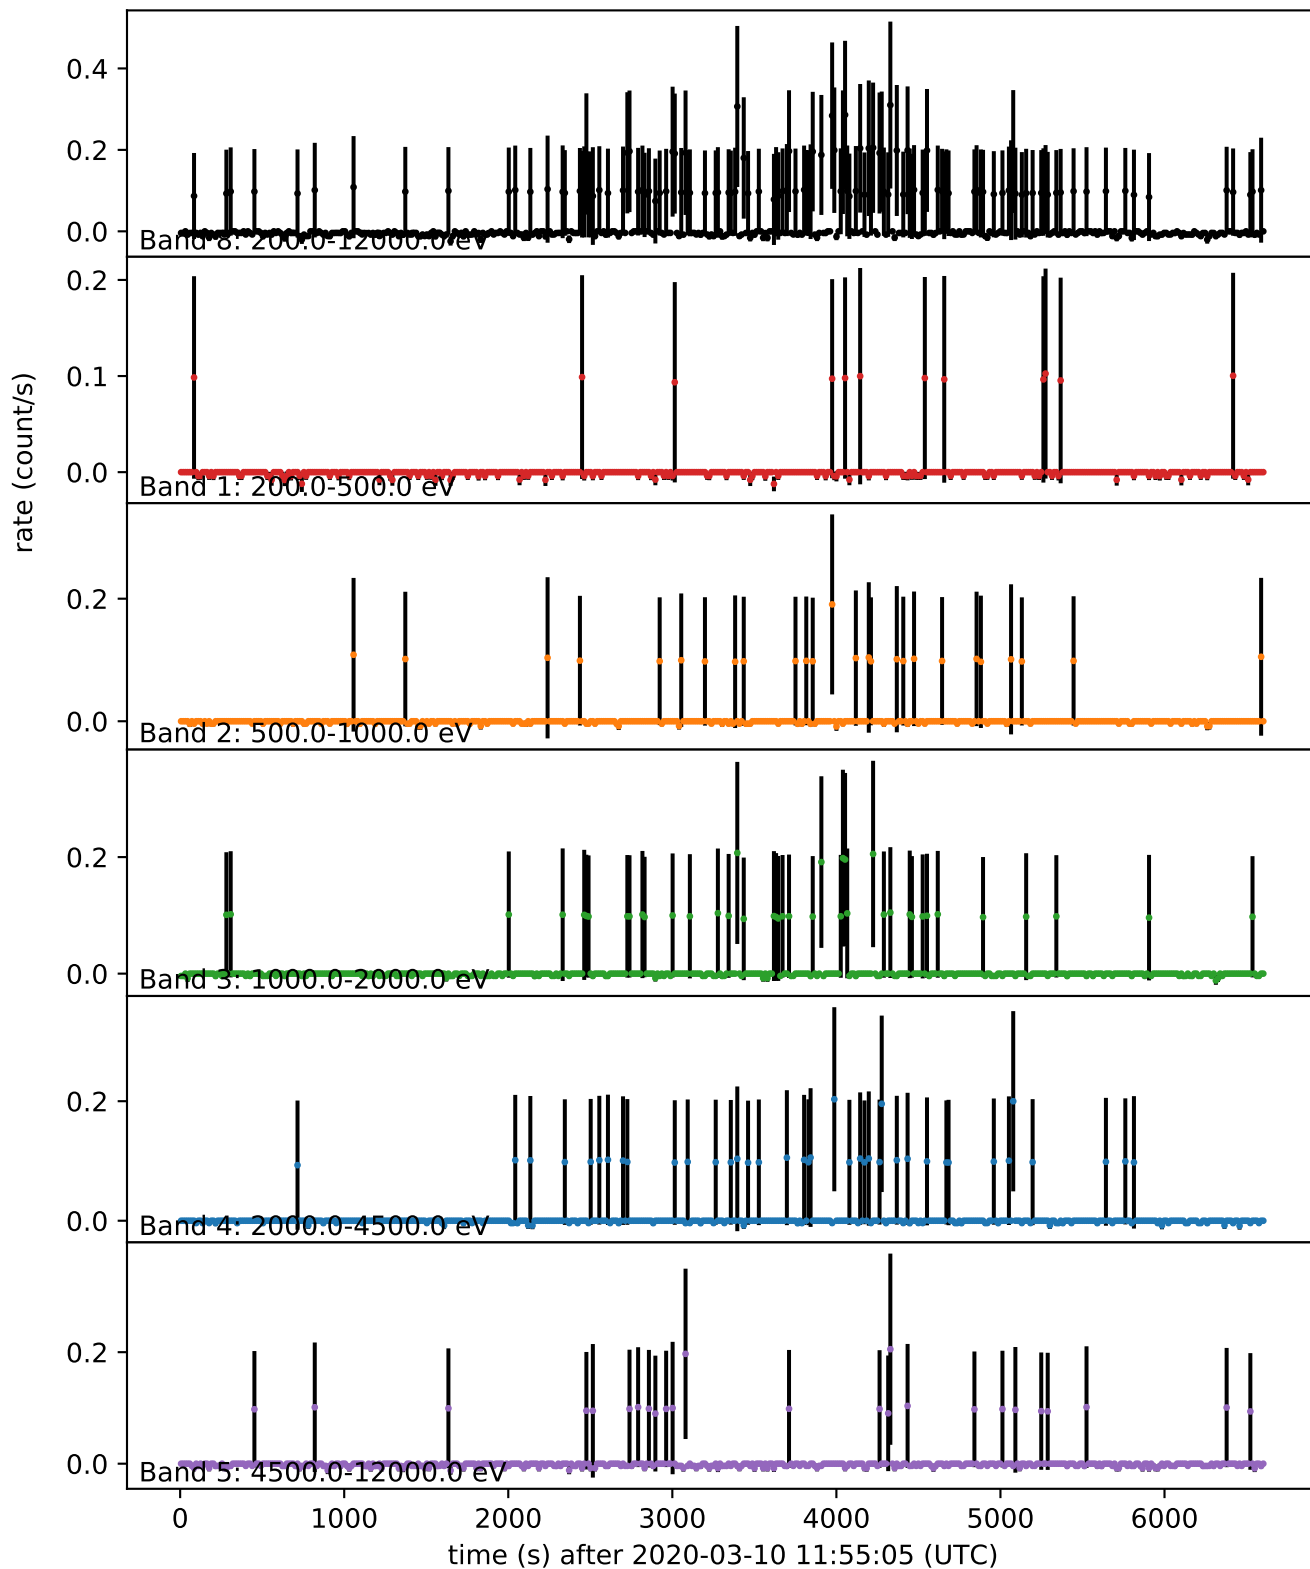 0.4
0.2
0.0
Band 8: 200.0-12000.0 eV
0.2
0.1
0.0
Band 1: 200.0-500.0 eV
rate (count/s)
0.2
0.0
Band 2: 500.0-1000.0 eV
0.2
0.0
Band 3: 1000.0-2000.0 eV
0.2
0.0
Band 4: 2000.0-4500.0 eV
0.2
0.0
Band 5: 4500.0-12000.0 eV
0 1000 2000 3000 4000 5000 6000
time (s) after 2020-03-10 11:55:05 (UTC)